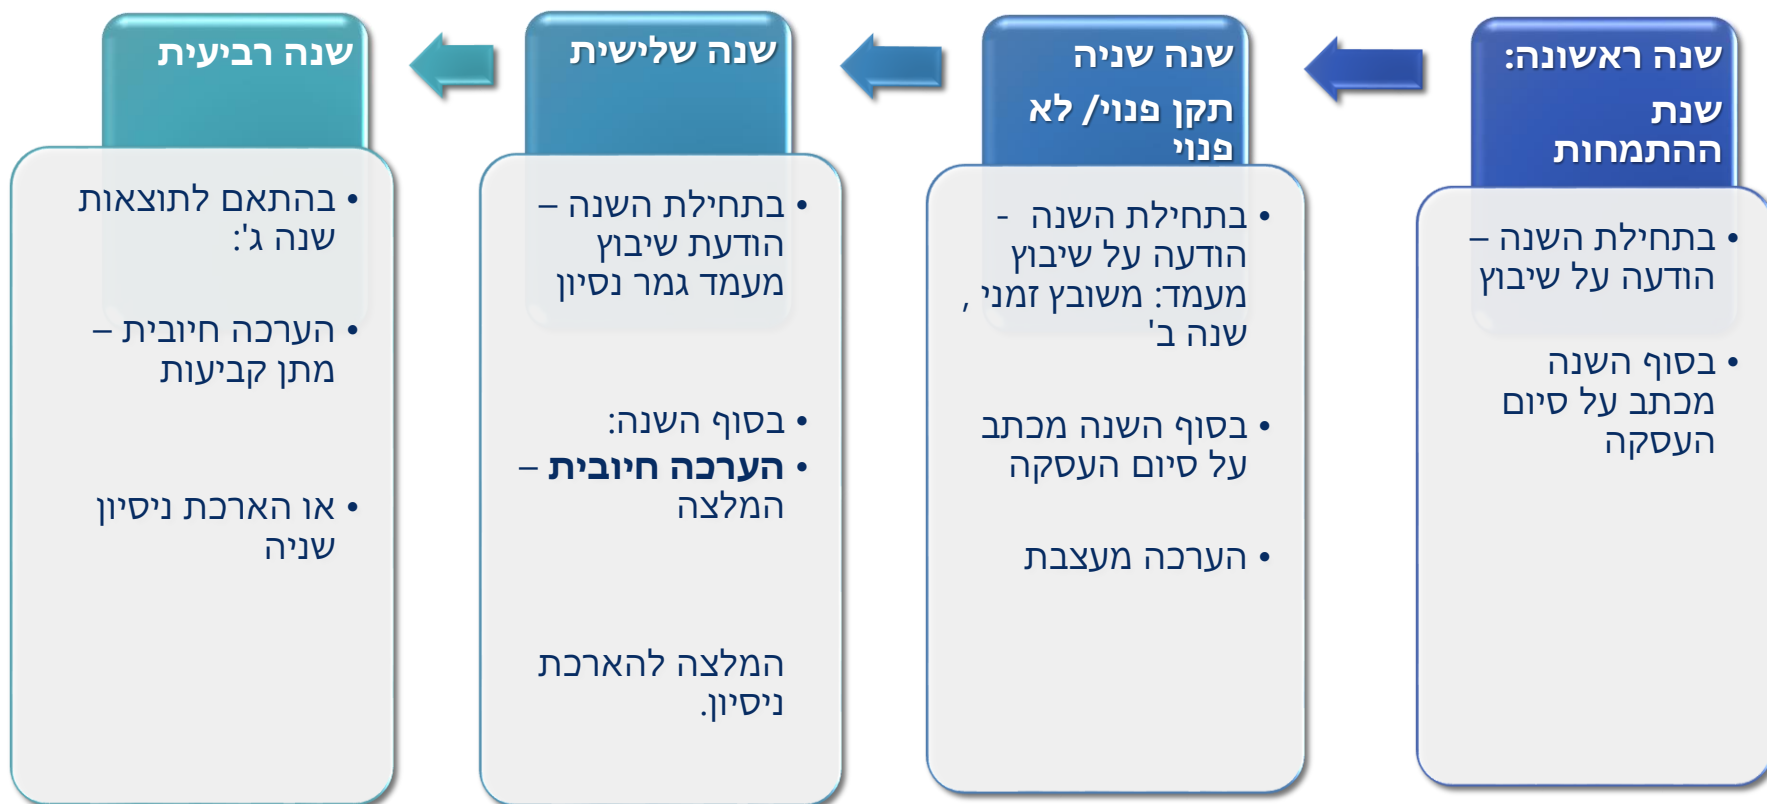 שנה ראשונה:
שנת
ההתמחות
• בתחילת השנה –
הודעה על שיבוץ
• בסוף השנה
מכתב על סיום
העסקה
שנה שניה
תקן פנוי/ לא
פנוי
• בתחילת השנה -
הודעה על שיבוץ
מעמד: משובץ זמני ,
שנה ב'
• בסוף השנה מכתב
על סיום העסקה
• הערכה מעצבת
שנה שלישית
• בתחילת השנה –
הודעת שיבוץ
מעמד גמר נסיון
• בסוף השנה:
• הערכה חיובית –
המלצה
המלצה להארכת
ניסיון.
שנה רביעית
• בהתאם לתוצאות
שנה ג':
• הערכה חיובית –
מתן קביעות
• או הארכת ניסיון
שניה